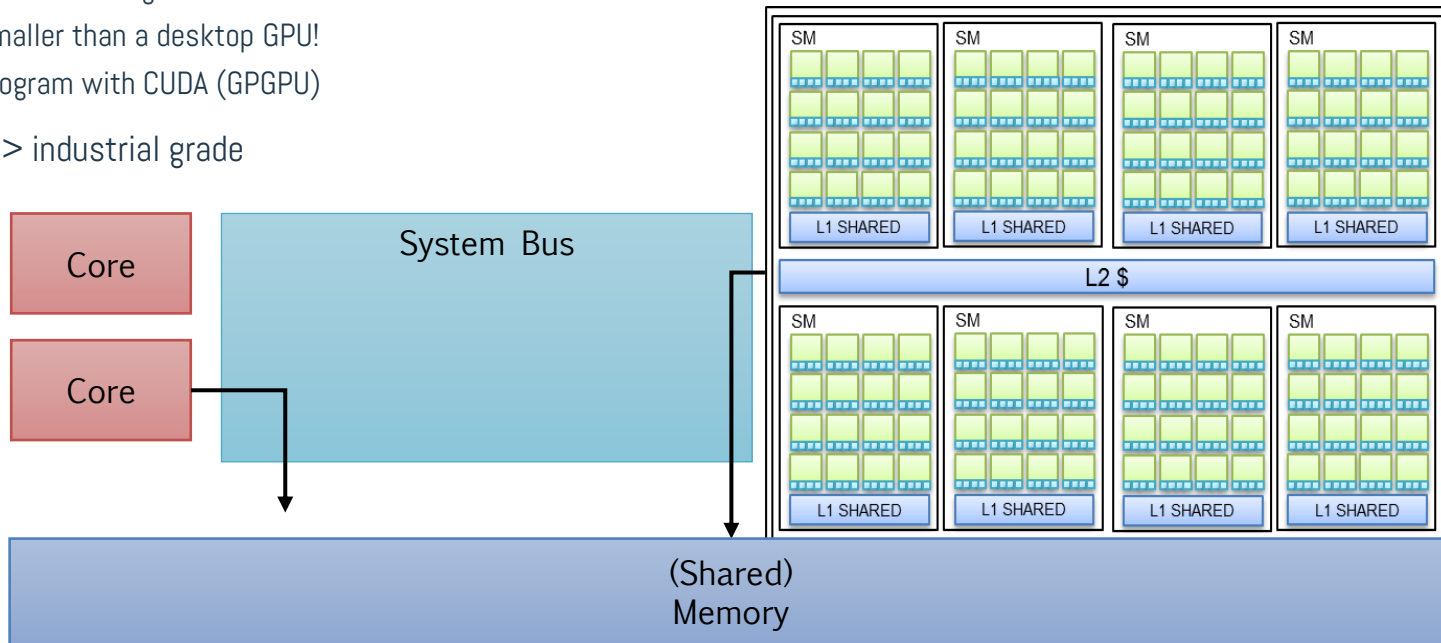 smaller than a desktop GPU!
program with CUDA (GPGPU)
> industrial grade
SM SM SM SM
L1 SHARED L1 SHARED L1 SHARED L1 SHARED
L2 $
SM SM SM SM
L1 SHARED L1 SHARED L1 SHARED L1 SHARED
Core
System Bus
Core
(Shared)
Memory